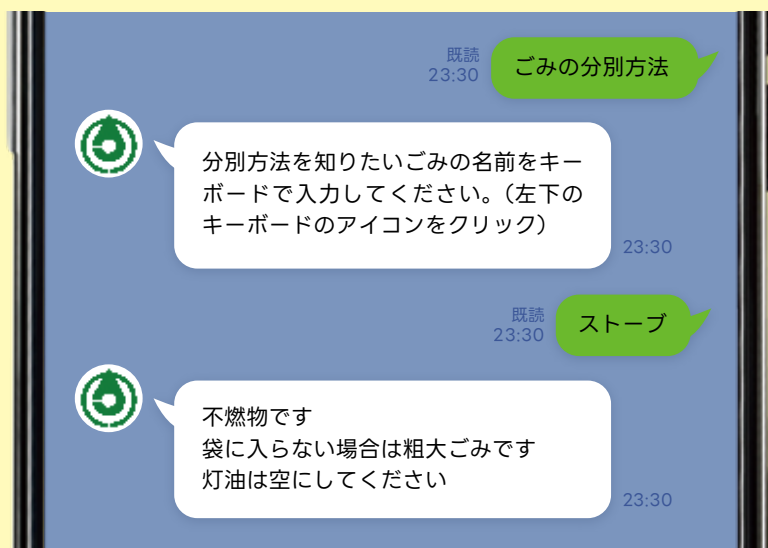 既読
23:30
ごみの分別方法
分別方法を知りたいごみの名前をキー
ボードで入力してください。（左下の
キーボードのアイコンをクリック）
23:30
既読
23:30
ストーブ
不燃物です
袋に入らない場合は粗大ごみです
灯油は空にしてください
23:30